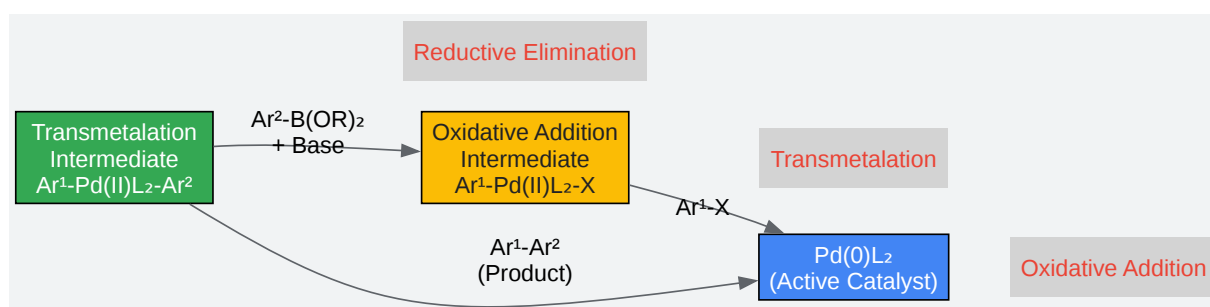 Reductive Elimination
Transmetalation
Intermediate
Ar¹-Pd(II)L₂-Ar²
Ar²-B(OR)₂
+ Base
Oxidative Addition
Intermediate
Ar¹-Pd(II)L₂-X
Transmetalation
Ar¹-X
Ar¹-Ar²
(Product)
Pd(0)L₂
(Active Catalyst)
Oxidative Addition